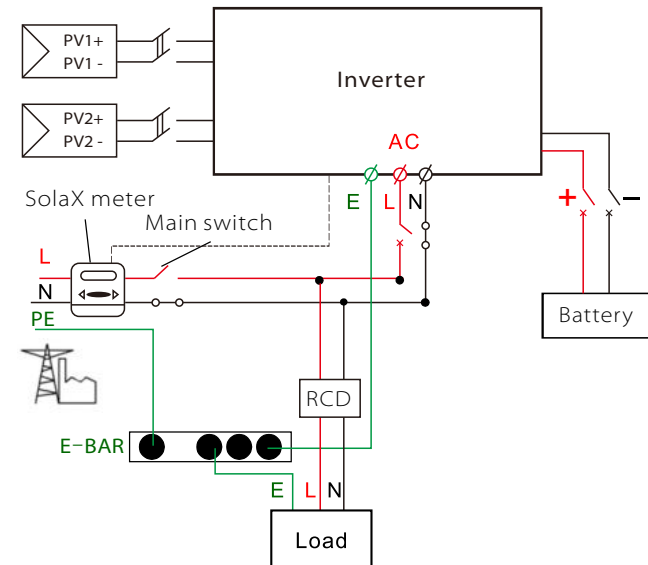 PV1+
PV1 -
PV2+
PV2 -
Inverter
AC
E
L
N
SolaX meter
Main switch
L
N
PE
+
−
Battery
RCD
E-BAR
E
L
N
Load